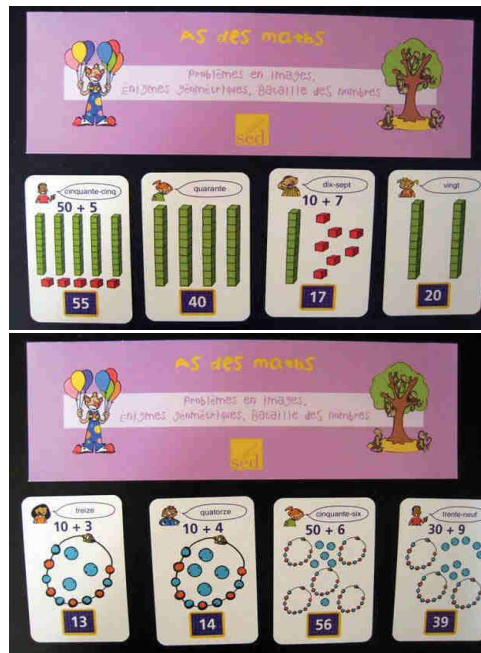 AS des maths
Problèmes en images,
Énigmes géométriques, Bataille des nombres
sed
cinquante-cinq
50 + 5
55
quarante
40
dix-sept
10 + 7
17
vingt
20
AS des maths
Problèmes en images,
Énigmes géométriques, Bataille des nombres
sed
treize
10 + 3
13
quatorze
10 + 4
14
cinquante-six
50 + 6
56
trente-neuf
30 + 9
39